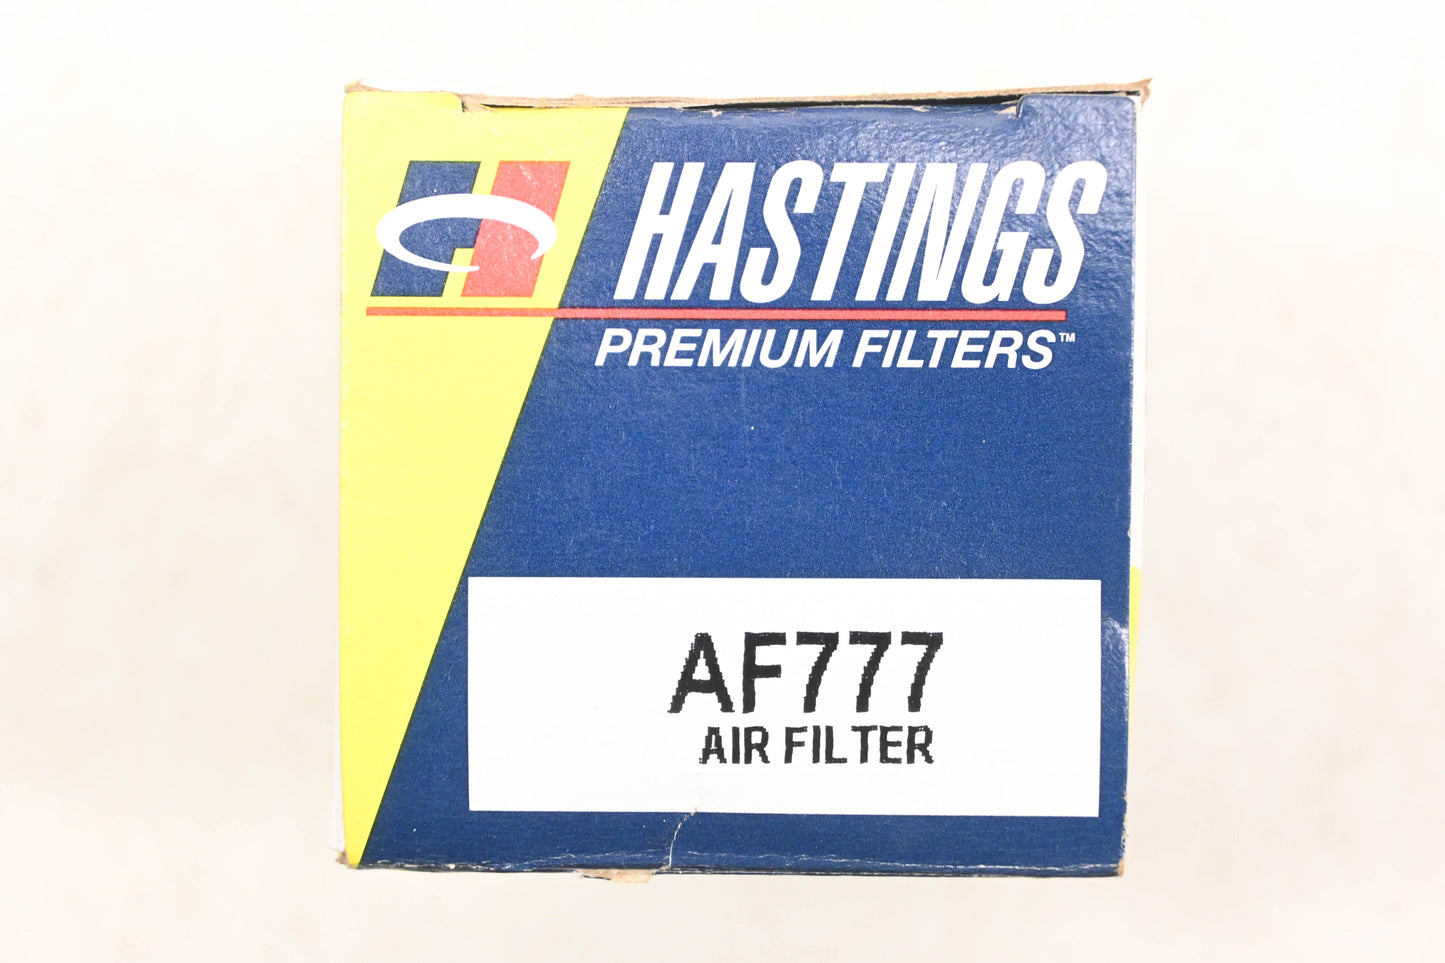 HASTINGS
PREMIUM FILTERS™
AF777
AIR FILTER